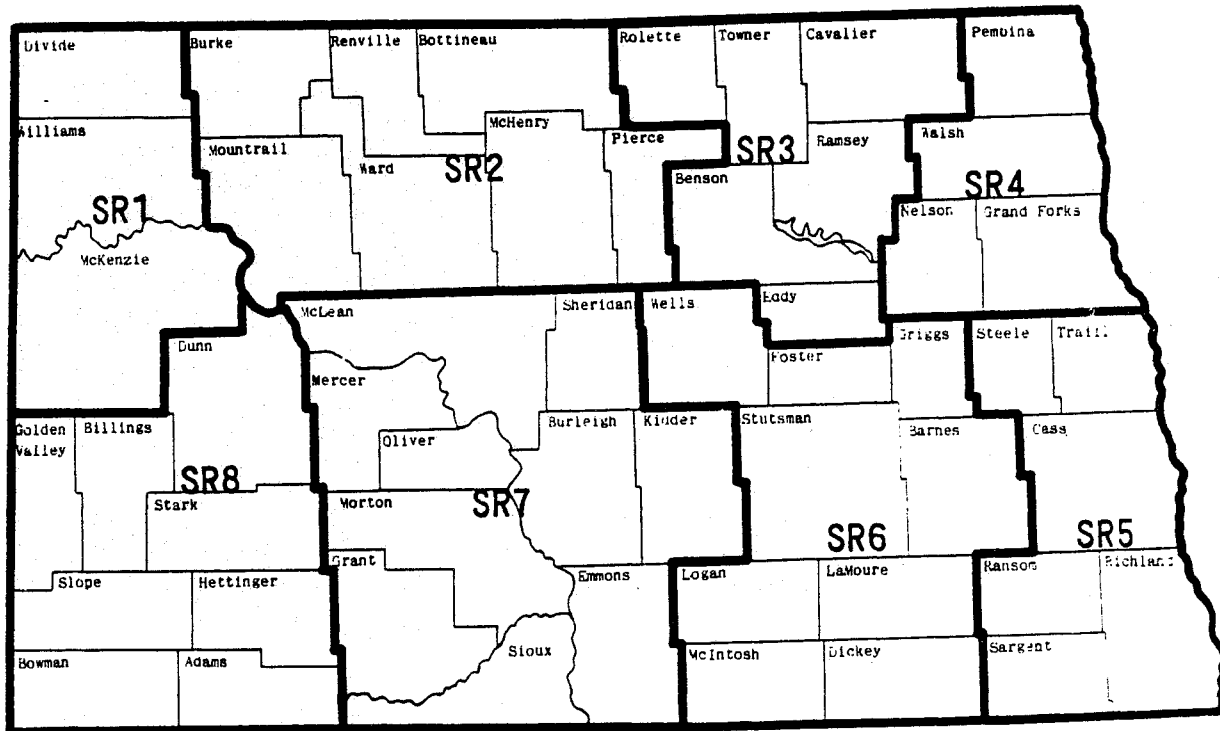 Divide
Burke
Renville
Bottineau
Rolette
Towner
Cavalier
Pembina
Williams
Mountrail
Ward
SR2
McHenry
Pierce
SR3
Ramsey
Walsh
Benson
SR4
SR1
McKenzie
Nelson
Grand Forks
McLean
Sheridan
Wells
Eddy
Dunn
Foster
Griggs
Steele
Traill
Mercer
Golden
Valley
Billings
Oliver
Burleigh
Kidder
Stutsman
Barnes
Cass
SR8
Stark
Morton
SR7
SR6
SR5
Slope
Hettinger
Grant
Emmons
Logan
LaMoure
Ransom
Richland
Bowman
Adams
Sioux
McIntosh
Dickey
Sargent